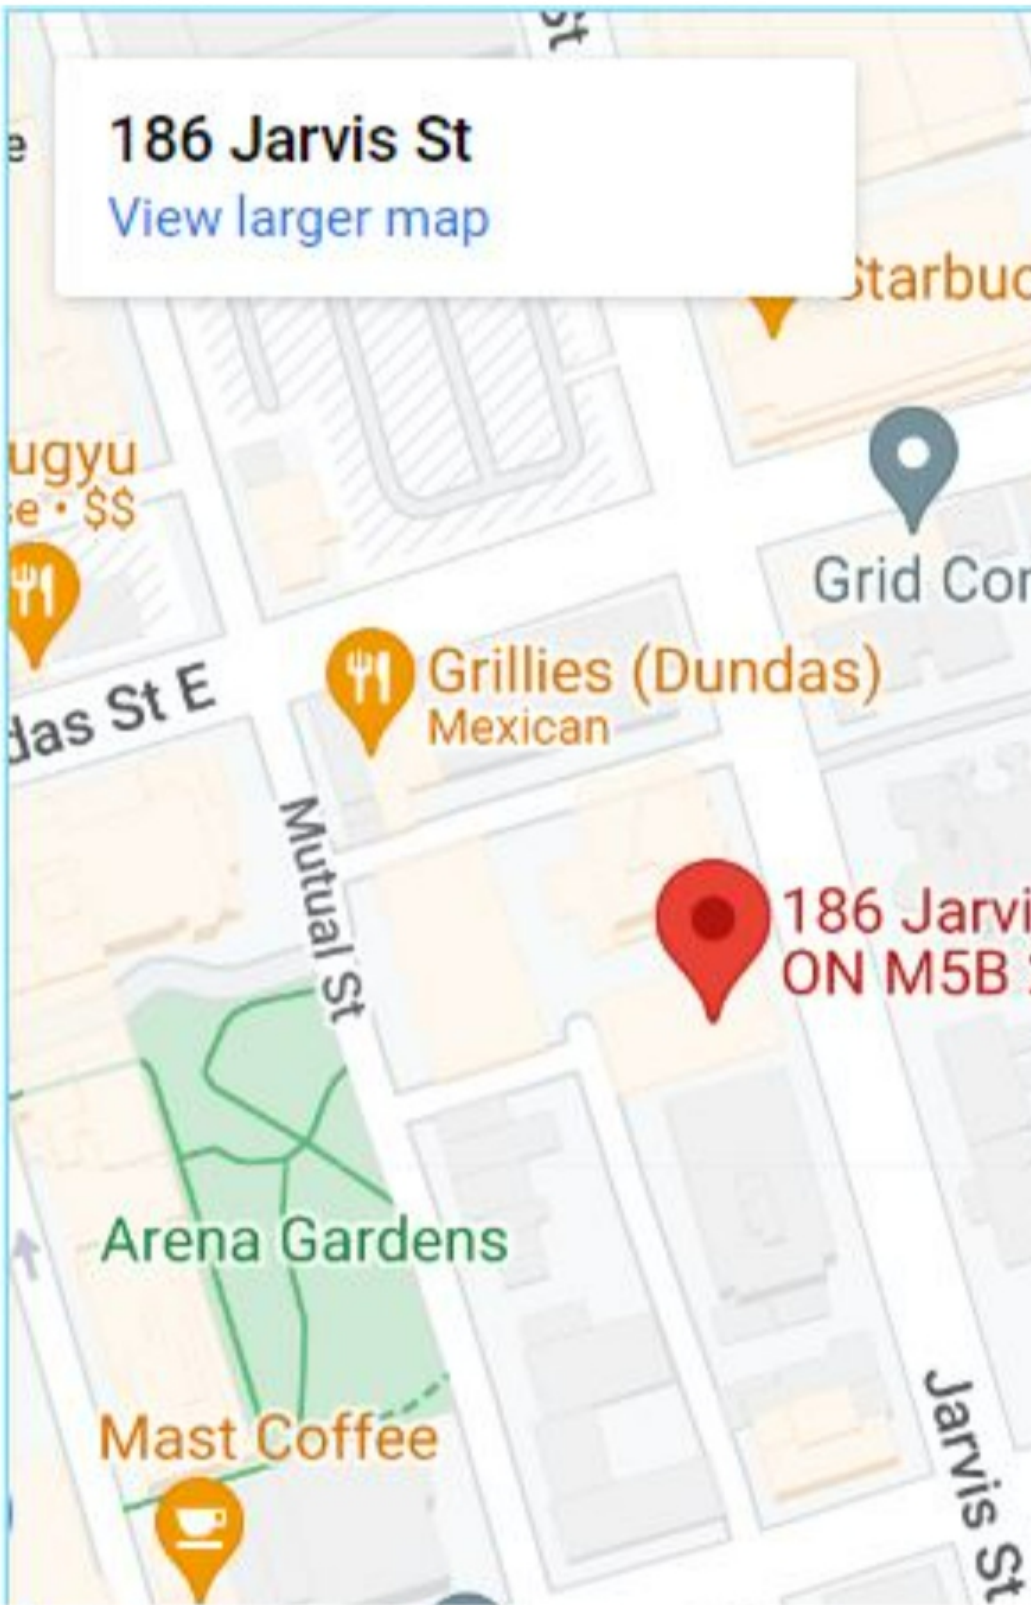 St
186 Jarvis St
View larger map
e
Starbuc
ugyu
se • $$
Grid Cor
Grillies (Dundas)
Mexican
das St E
Mutual St
186 Jarvi
ON M5B
Arena Gardens
Mast Coffee
Jarvis St